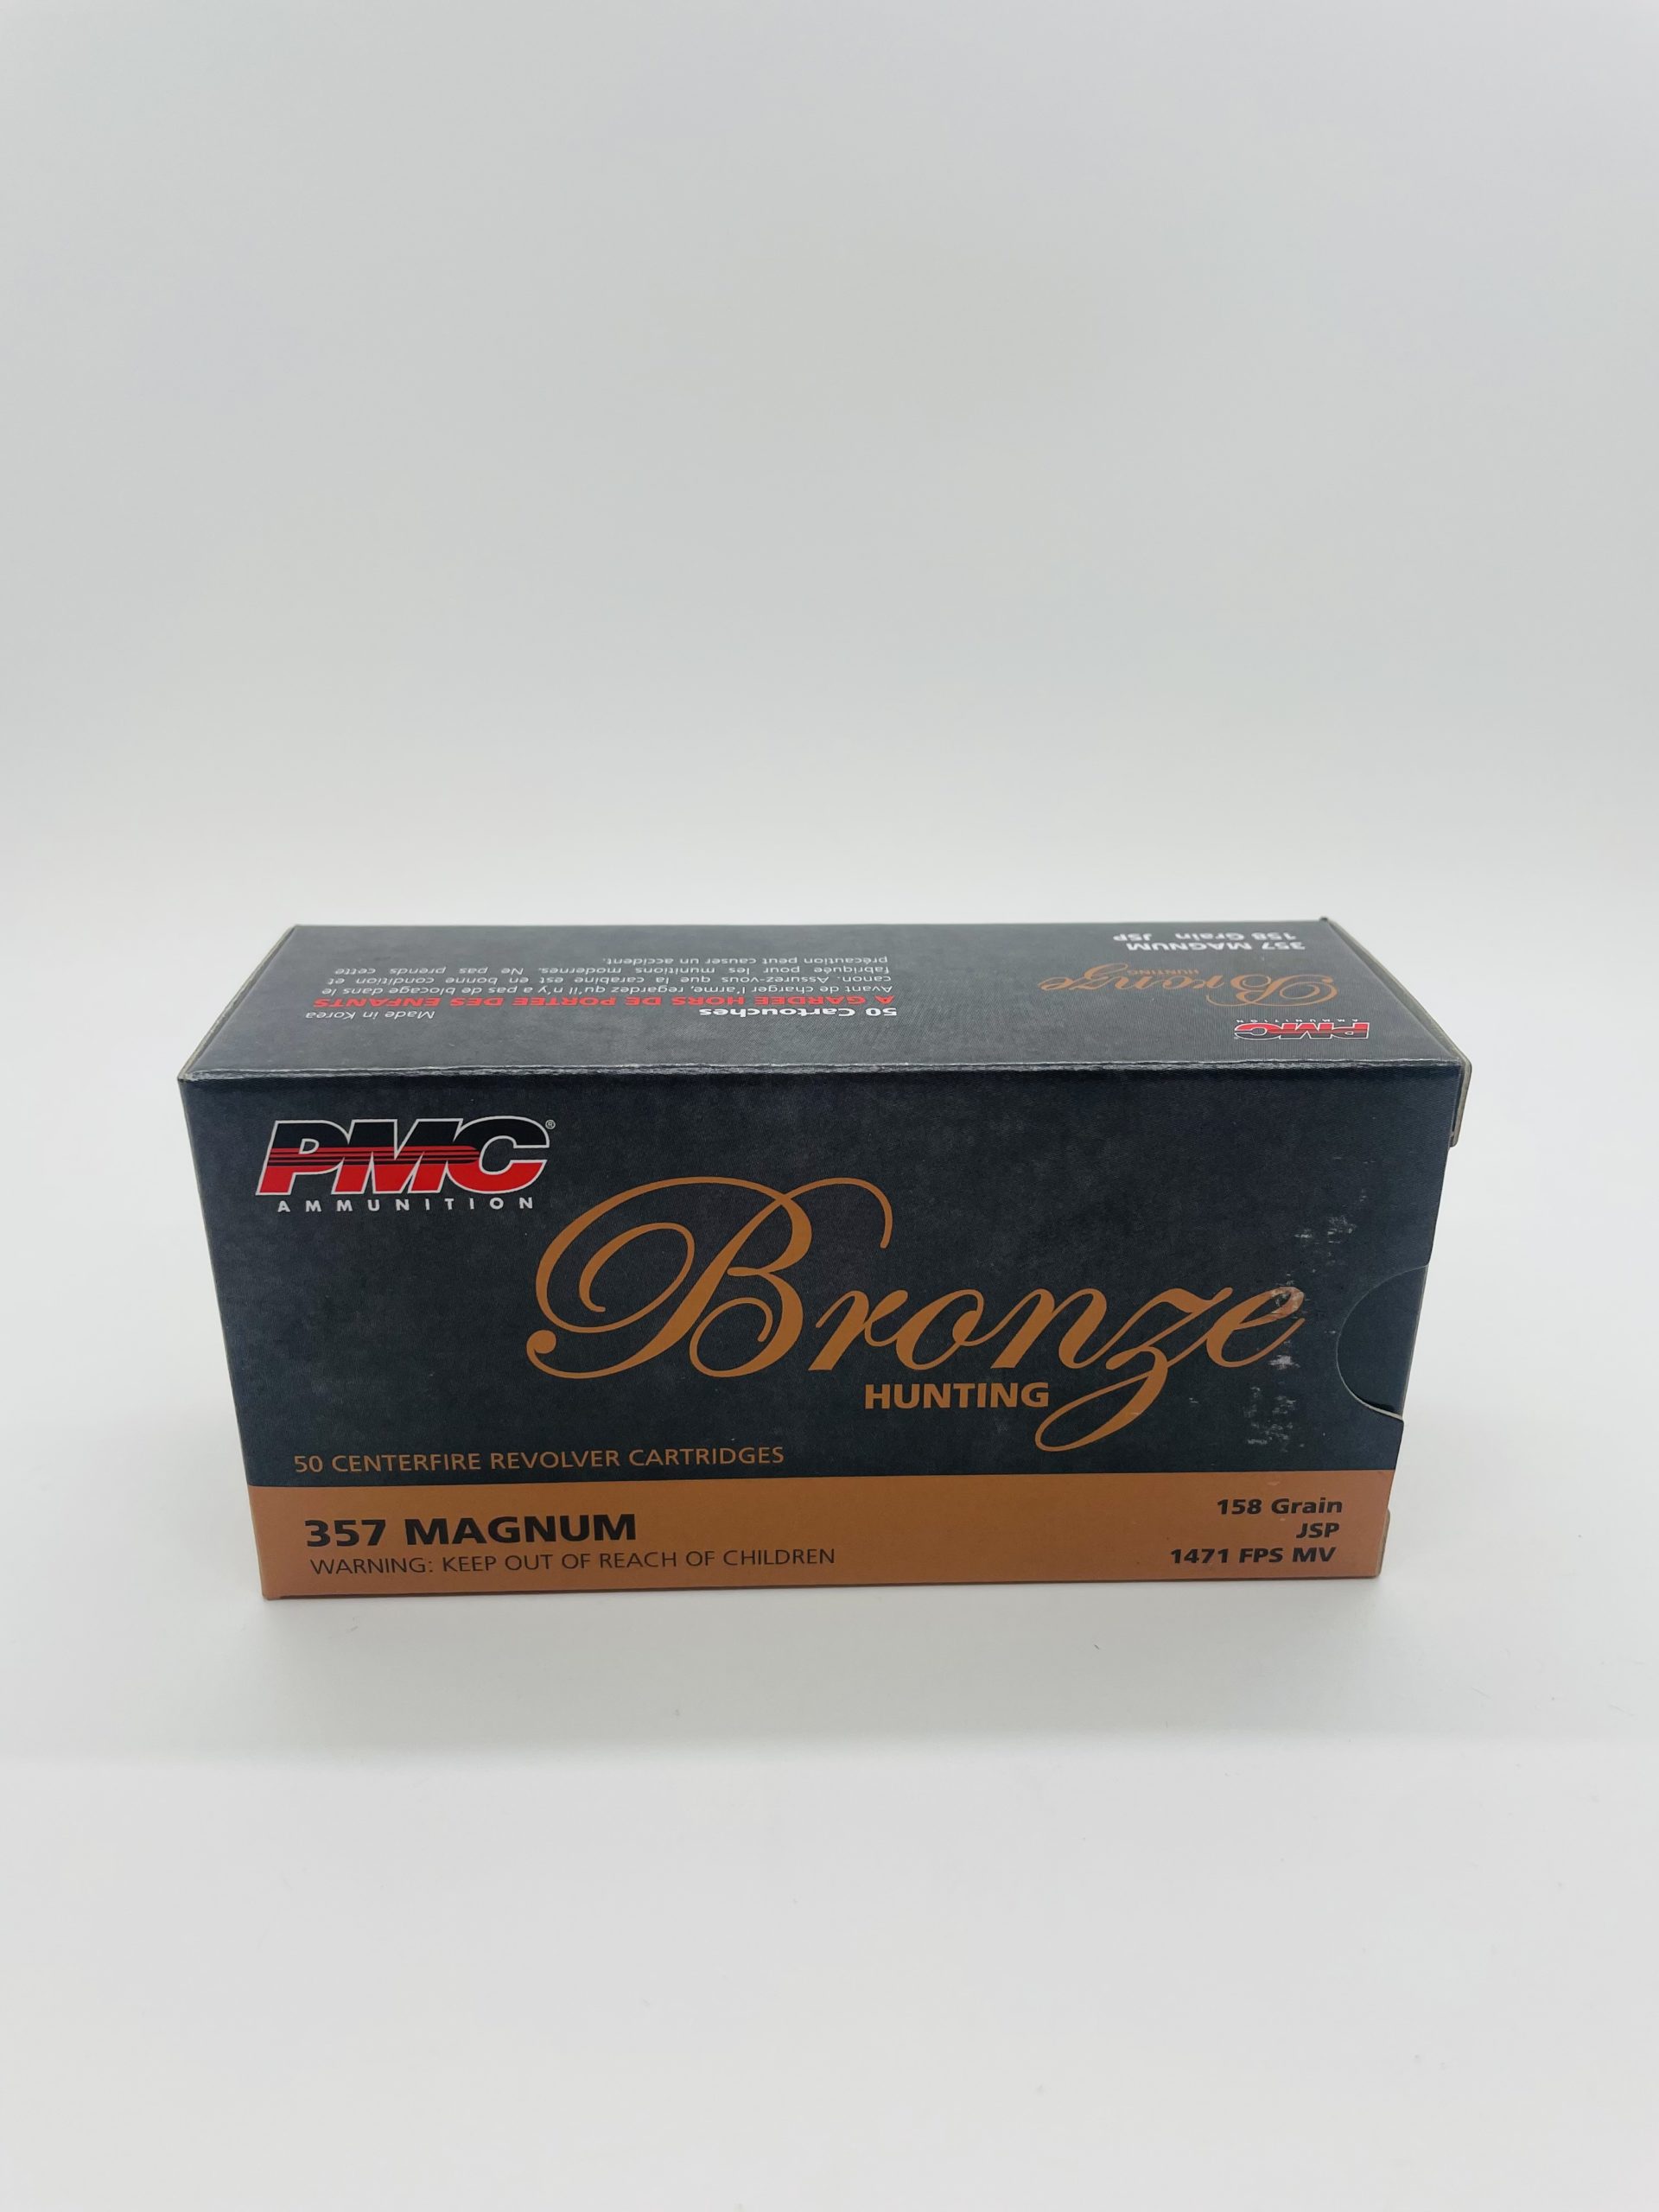 PMC®
AMMUNITION
Bronze
HUNTING
50 CENTERFIRE REVOLVER CARTRIDGES
357 MAGNUM
WARNING: KEEP OUT OF REACH OF CHILDREN
158 Grain
JSP
1471 FPS MV
PMC
AMMUNITION
Bronze
HUNTING
357 MAGNUM
158 Grain JSP
50 Cartouches
Made in Korea
A GARDEE HORS DE PORTEE DES ENFANTS
Avant de charger l'arme, regardez qu'il n'y a pas de blocage dans le
canon. Assurez-vous que la carabine est en bonne condition et
fabriquée pour les munitions modernes. Ne pas prends cette
précaution peut causer un accident.